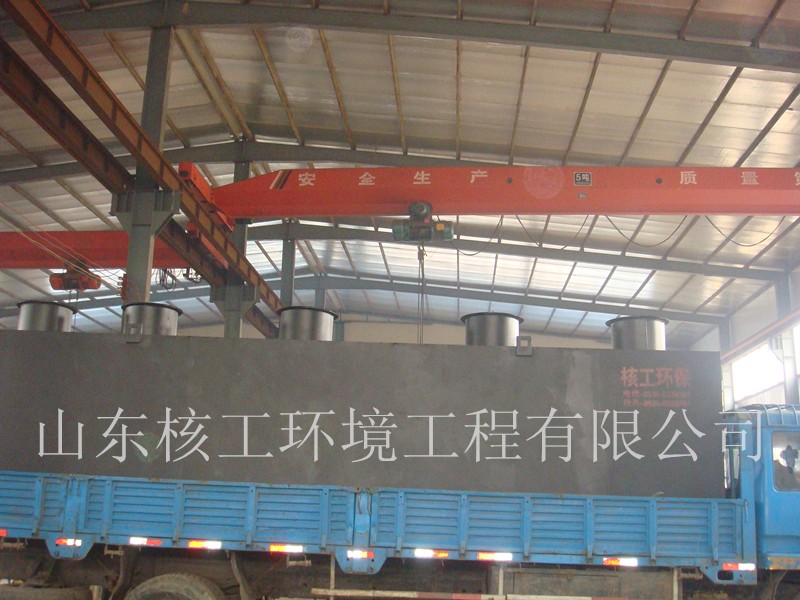 安全生产
5吨
质量
核工环保
山东核工环境工程有限公司